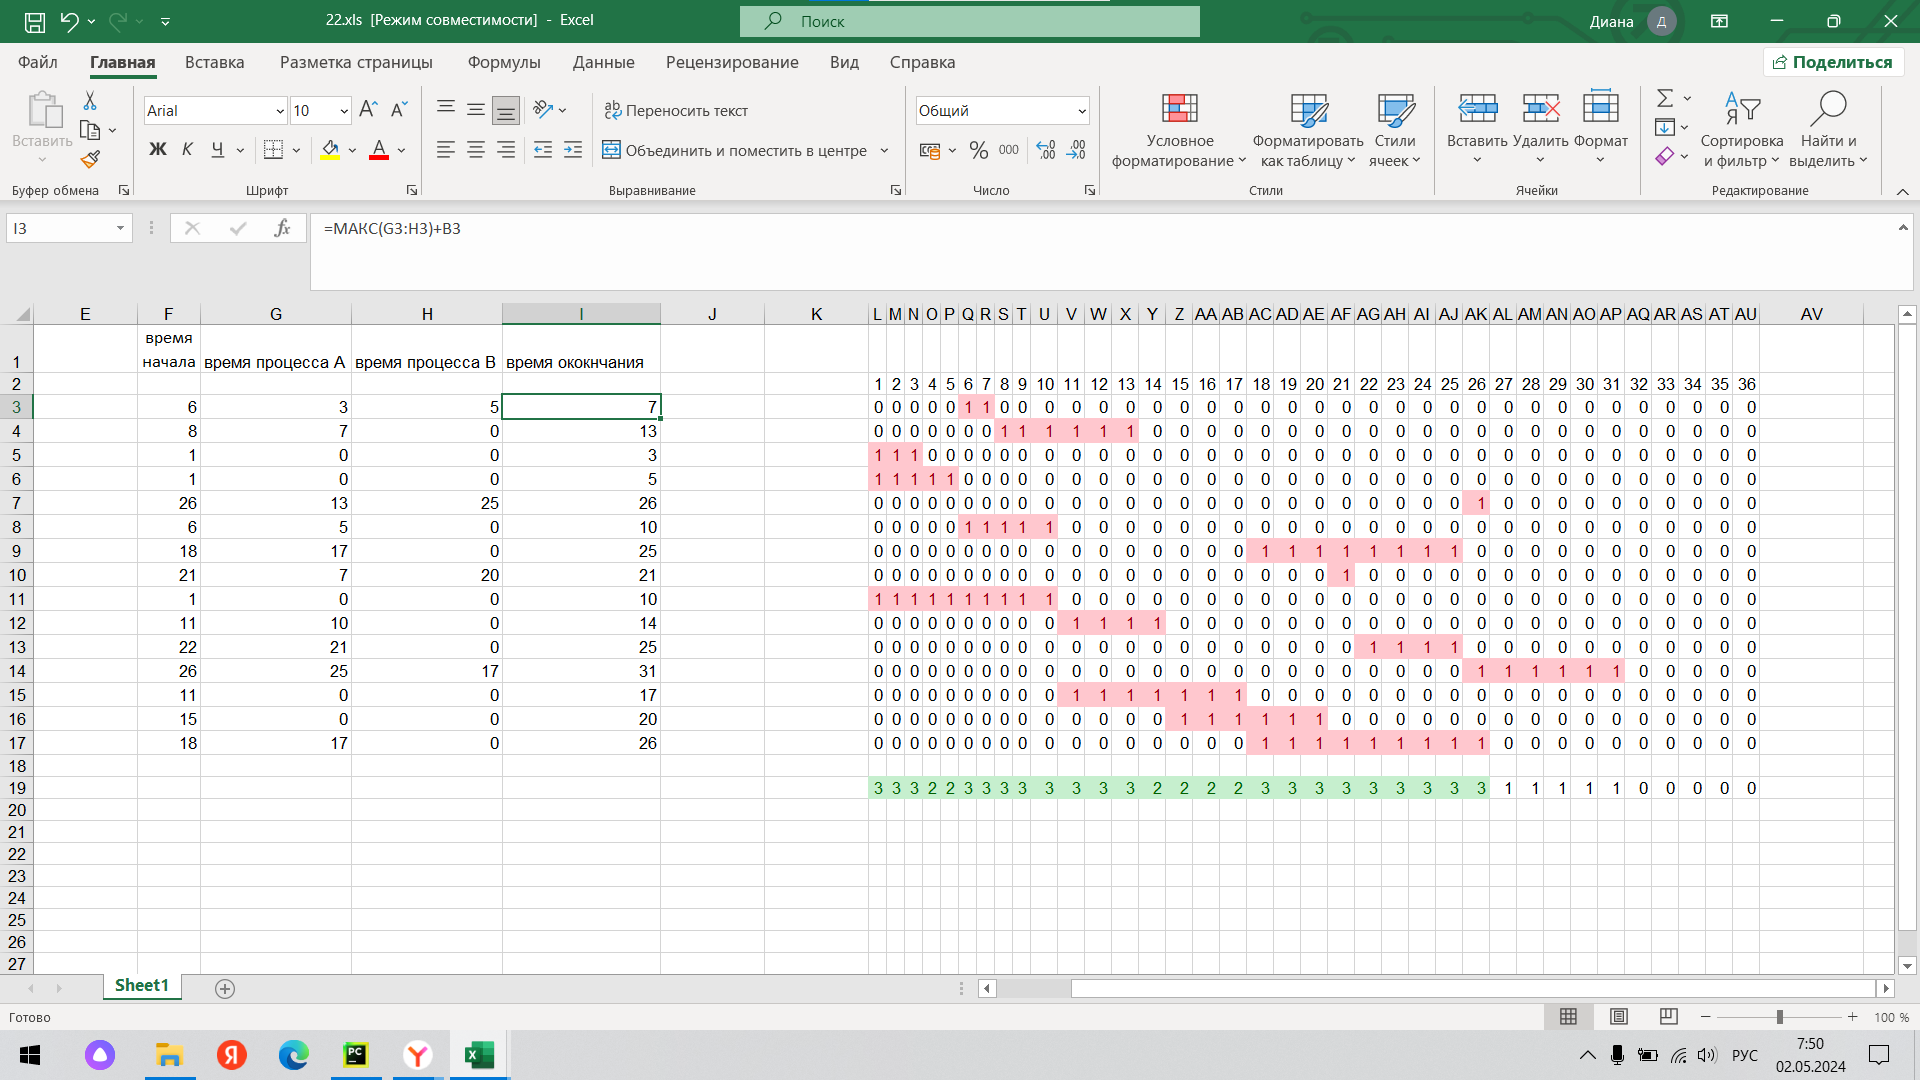 22.xls [Режим совместимости] - Excel
Поиск
Диана
Д
Файл Главная Вставка Разметка страницы Формулы Данные Рецензирование Вид Справка
Поделиться
Вставить
Буфер обмена
Arial 10
Ж К Ч
Шрифт
Переносить текст
Объединить и поместить в центре
Выравнивание
Общий
% 000
Число
Условное форматирование
Форматировать как таблицу
Стили ячеек
Стили
Вставить Удалить Формат
Ячейки
Сортировка и фильтр
Найти и выделить
Редактирование
I3
=МАКС(G3:H3)+B3
E F G H I J K L M N O P Q R S T U V W X Y Z AA AB AC AD AE AF AG AH AI AJ AK AL AM AN AO AP AQ AR AS AT AU AV
1 время начала время процесса А время процесса В время ококнчания
2 1 2 3 4 5 6 7 8 9 10 11 12 13 14 15 16 17 18 19 20 21 22 23 24 25 26 27 28 29 30 31 32 33 34 35 36
3 6 3 5 7 0 0 0 0 0 1 1 0 0 0 0 0 0 0 0 0 0 0 0 0 0 0 0 0 0 0 0 0 0 0 0 0 0 0 0 0
4 8 7 0 13 0 0 0 0 0 0 0 1 1 1 1 1 1 0 0 0 0 0 0 0 0 0 0 0 0 0 0 0 0 0 0 0 0 0 0 0
5 1 0 0 3 1 1 1 0 0 0 0 0 0 0 0 0 0 0 0 0 0 0 0 0 0 0 0 0 0 0 0 0 0 0 0 0 0 0 0 0
6 1 0 0 5 1 1 1 1 1 0 0 0 0 0 0 0 0 0 0 0 0 0 0 0 0 0 0 0 0 0 0 0 0 0 0 0 0 0 0 0
7 26 13 25 26 0 0 0 0 0 0 0 0 0 0 0 0 0 0 0 0 0 0 0 0 0 0 0 0 0 1 0 0 0 0 0 0 0 0 0 0
8 6 5 0 10 0 0 0 0 0 1 1 1 1 1 0 0 0 0 0 0 0 0 0 0 0 0 0 0 0 0 0 0 0 0 0 0 0 0 0 0
9 18 17 0 25 0 0 0 0 0 0 0 0 0 0 0 0 0 0 0 0 0 1 1 1 1 1 1 1 1 0 0 0 0 0 0 0 0 0 0 0
10 21 7 20 21 0 0 0 0 0 0 0 0 0 0 0 0 0 0 0 0 0 0 0 0 1 0 0 0 0 0 0 0 0 0 0 0 0 0 0 0
11 1 0 0 10 1 1 1 1 1 1 1 1 1 1 0 0 0 0 0 0 0 0 0 0 0 0 0 0 0 0 0 0 0 0 0 0 0 0 0 0
12 11 10 0 14 0 0 0 0 0 0 0 0 0 0 1 1 1 1 0 0 0 0 0 0 0 0 0 0 0 0 0 0 0 0 0 0 0 0 0 0
13 22 21 0 25 0 0 0 0 0 0 0 0 0 0 0 0 0 0 0 0 0 0 0 0 0 1 1 1 1 0 0 0 0 0 0 0 0 0 0 0
14 26 25 17 31 0 0 0 0 0 0 0 0 0 0 0 0 0 0 0 0 0 0 0 0 0 0 0 0 0 1 1 1 1 1 1 0 0 0 0 0
15 11 0 0 17 0 0 0 0 0 0 0 0 0 0 1 1 1 1 1 1 1 0 0 0 0 0 0 0 0 0 0 0 0 0 0 0 0 0 0 0
16 15 0 0 20 0 0 0 0 0 0 0 0 0 0 0 0 0 0 1 1 1 1 1 1 0 0 0 0 0 0 0 0 0 0 0 0 0 0 0 0
17 18 17 0 26 0 0 0 0 0 0 0 0 0 0 0 0 0 0 0 0 0 1 1 1 1 1 1 1 1 1 0 0 0 0 0 0 0 0 0 0
18
19 3 3 3 2 2 3 3 3 3 3 3 3 3 2 2 2 2 3 3 3 3 3 3 3 3 3 1 1 1 1 1 0 0 0 0 0
20
21
22
23
24
25
26
27
Sheet1
Готово
100 %
РУС
7:50
02.05.2024